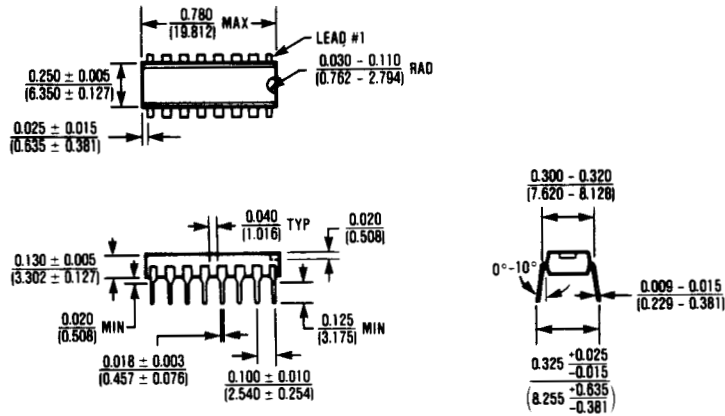 0.780
(19.812)
MAX
LEAD #1
0.030 - 0.110
(0.762 - 2.794)
RAD
0.250 ± 0.005
(6.350 ± 0.127)
0.025 ± 0.015
(0.635 ± 0.381)
0.300 - 0.320
(7.620 - 8.128)
0.040
(1.016)
TYP
0.020
(0.508)
0.130 ± 0.005
(3.302 ± 0.127)
0°-10°
0.009 - 0.015
(0.229 - 0.381)
0.020
(0.508)
MIN
0.125
(3.175)
MIN
0.018 ± 0.003
(0.457 ± 0.076)
0.100 ± 0.010
(2.540 ± 0.254)
0.325 +0.025
-0.015
(8.255 +0.635
-0.381)